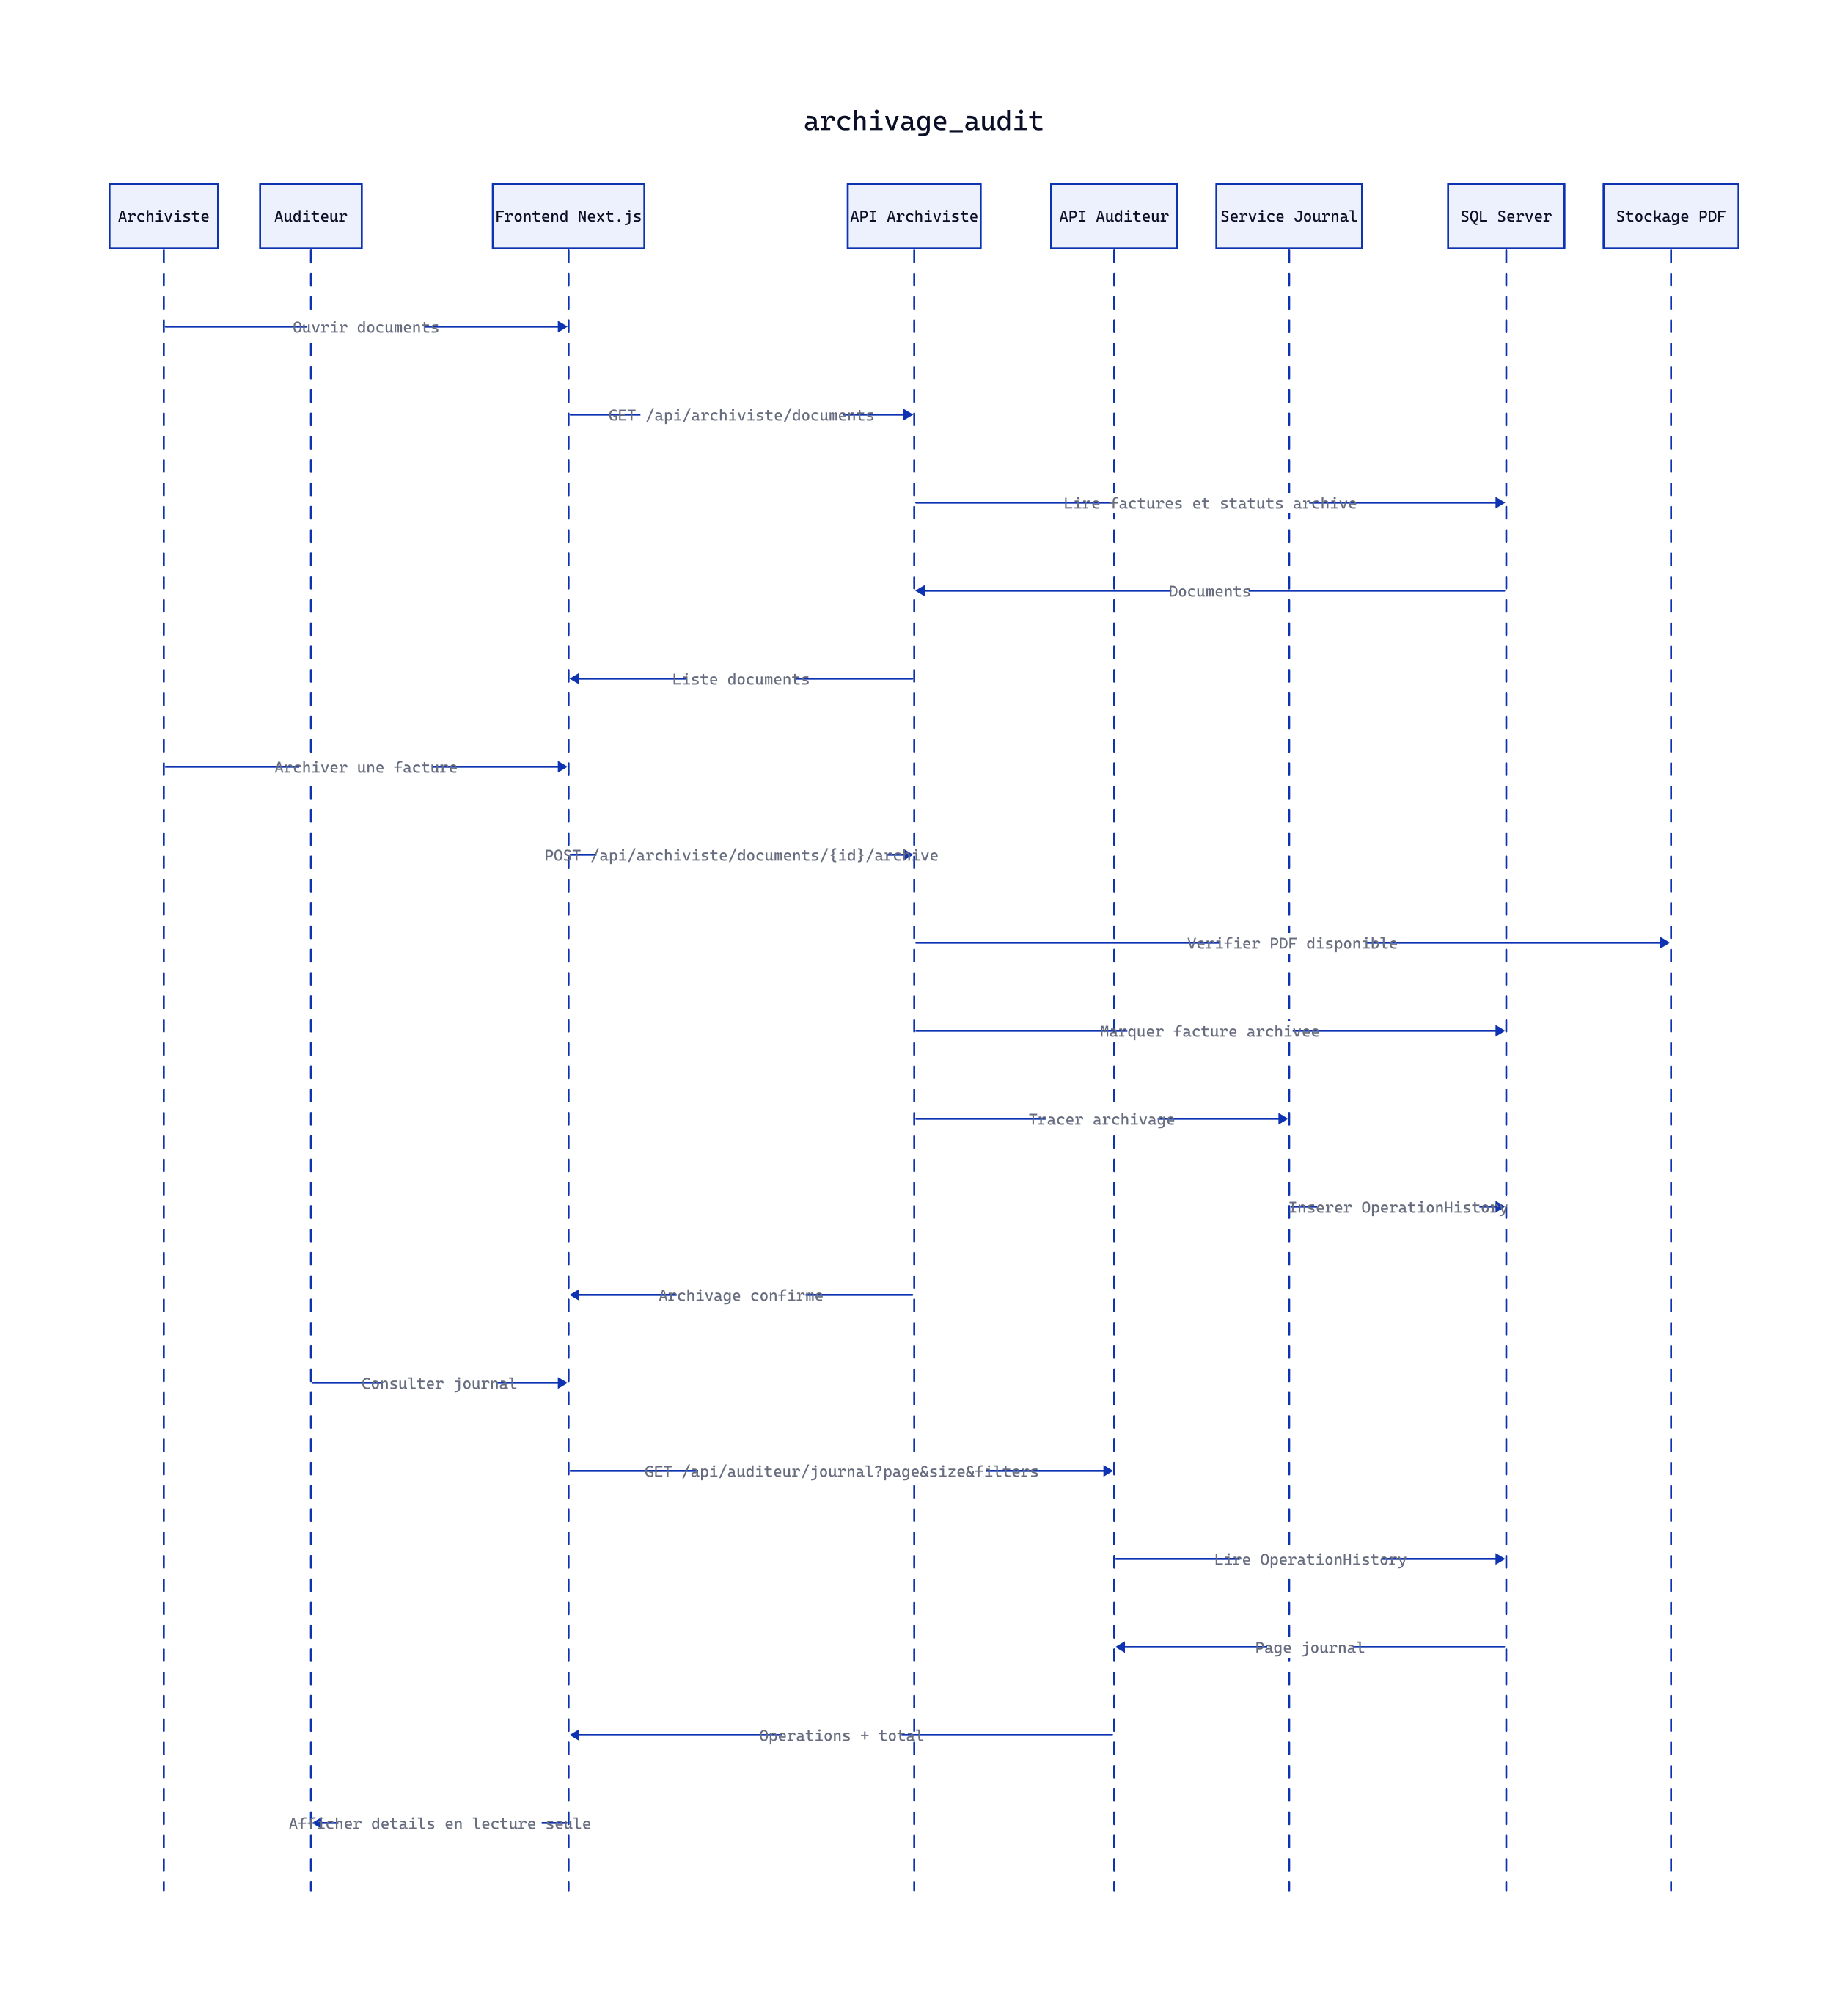 archivage_audit
Archiviste
Auditeur
Frontend Next.js
API Archiviste
API Auditeur
Service Journal
SQL Server
Stockage PDF
Ouvrir documents
GET /api/archiviste/documents
Lire factures et statuts archive
Documents
Liste documents
Archiver une facture
POST /api/archiviste/documents/{id}/archive
Verifier PDF disponible
Marquer facture archivee
Tracer archivage
Inserer OperationHistory
Archivage confirme
Consulter journal
GET /api/auditeur/journal?page&size&filters
Lire OperationHistory
Page journal
Operations + total
Afficher details en lecture seule